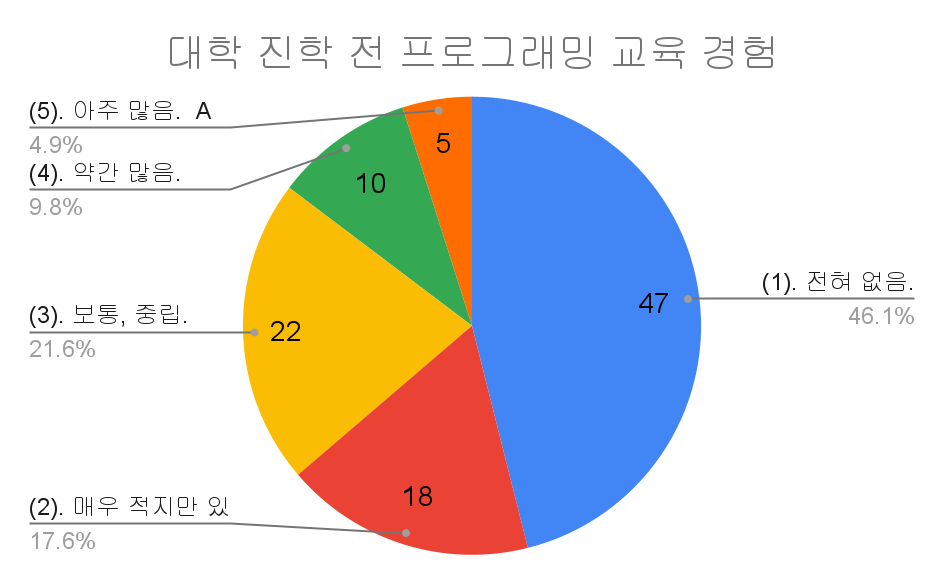 대학 진학 전 프로그래밍 교육 경험
(5). 아주 많음. A
4.9%
(4). 약간 많음.
9.8%
(3). 보통, 중립.
21.6%
(2). 매우 적지만 있
17.6%
(1). 전혀 없음.
46.1%
5
10
22
18
47